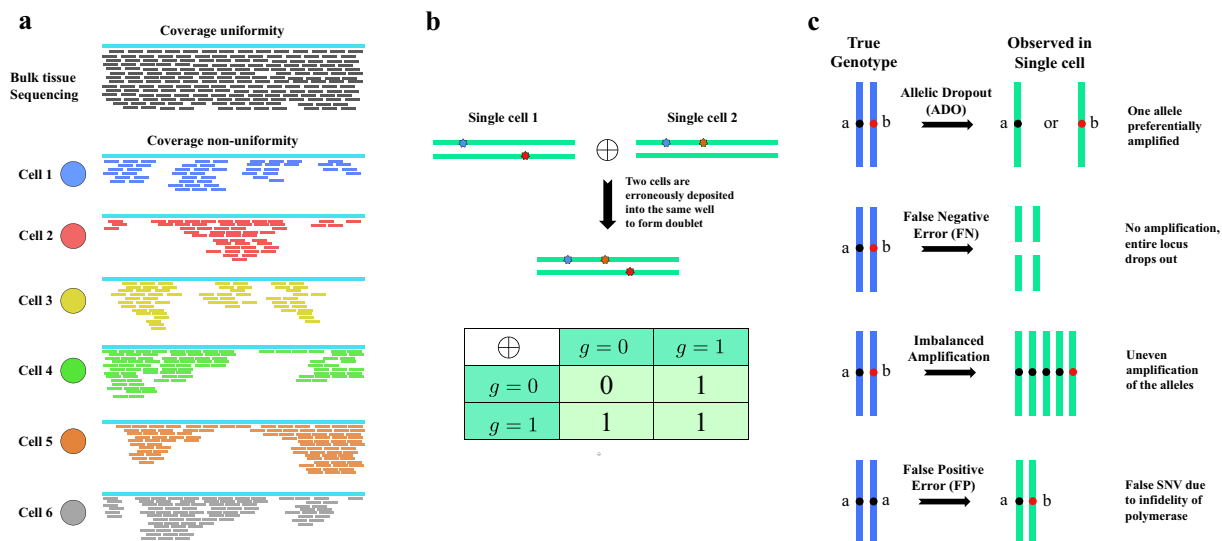 a
Coverage uniformity
Bulk tissue
Sequencing
Coverage non-uniformity
Cell 1
Cell 2
Cell 3
Cell 4
Cell 5
Cell 6
b
Single cell 1
Single cell 2
Two cells are
erroneously deposited
into the same well
to form doublet
⊕ g = 0 g = 1
g = 0 0 1
g = 1 1 1
c
True
Genotype
Observed in
Single cell
a b
Allelic Dropout
(ADO)
a or b
One allele
preferentially
amplified
a b
False Negative
Error (FN)
No amplification,
entire locus
drops out
a b
Imbalanced
Amplification
Uneven
amplification
of the alleles
a a
False Positive
Error (FP)
a b
False SNV due
to infidelity of
polymerase